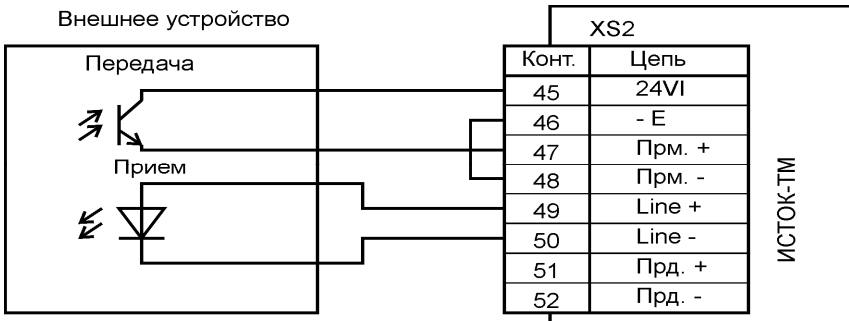 Внешнее устройство
Передача
Прием
XS2
Конт. Цепь
45 24VI
46 - E
47 Прм. +
48 Прм. -
49 Line +
50 Line -
51 Прд. +
52 Прд. -
ИСТОК-ТМ